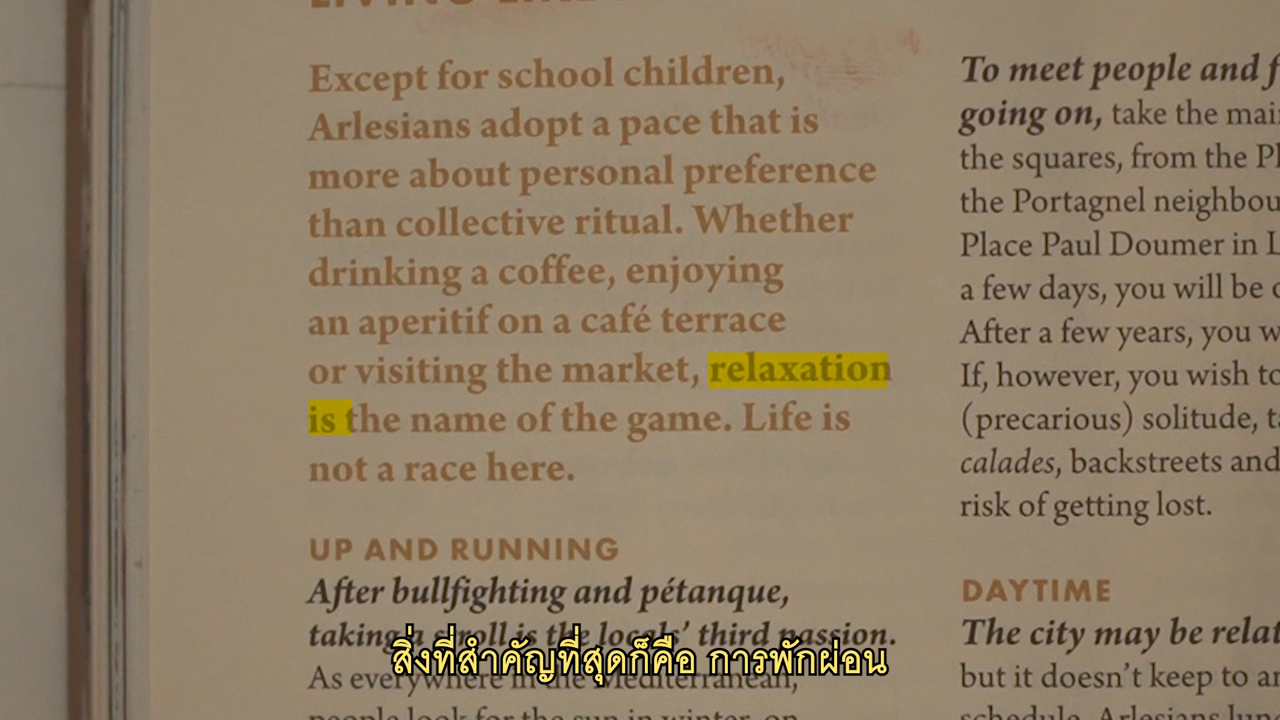 Except for school children,
Arlesians adopt a pace that is
more about personal preference
than collective ritual. Whether
drinking a coffee, enjoying
an aperitif on a café terrace
or visiting the market, relaxation
is the name of the game. Life is
not a race here.
UP AND RUNNING
After bullfighting and pétanque,
taking a stroll is the locals’ third passion.
As everywhere in the Mediterranean,
people look for the sun in winter, on
To meet people and f
going on, take the mai
the squares, from the Pl
the Portagnel neighbou
Place Paul Doumer in L
a few days, you will be
After a few years, you w
If, however, you wish to
(precarious) solitude, t
calades, backstreets and
risk of getting lost.
DAYTIME
The city may be relat
but it doesn’t keep to a
schedule. Arlesians lun
สิ่งที่สำคัญที่สุดก็คือ การพักผ่อน